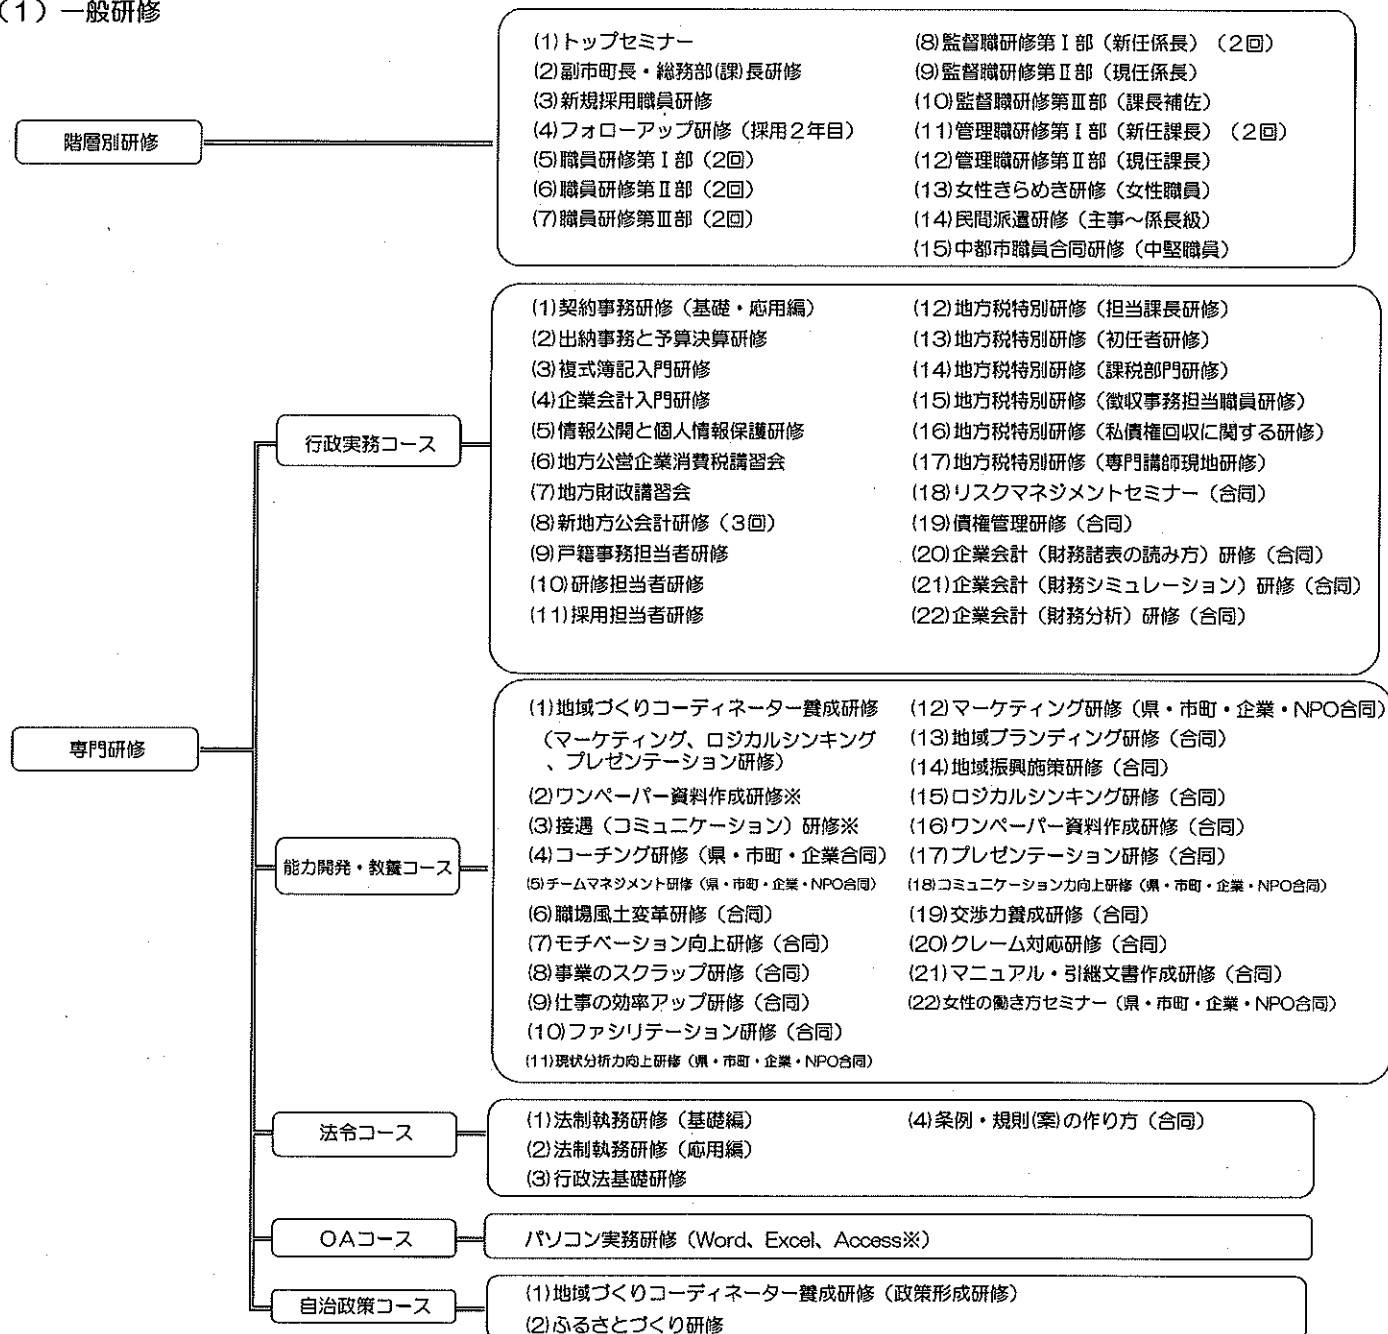 （１）一般研修
階層別研修
(1)トップセミナー
(2)副市町長・総務部(課)長研修
(3)新規採用職員研修
(4)フォローアップ研修（採用２年目）
(5)職員研修第Ⅰ部（２回）
(6)職員研修第Ⅱ部（２回）
(7)職員研修第Ⅲ部（２回）
(8)監督職研修第Ⅰ部（新任係長）（２回）
(9)監督職研修第Ⅱ部（現任係長）
(10)監督職研修第Ⅲ部（課長補佐）
(11)管理職研修第Ⅰ部（新任課長）（２回）
(12)管理職研修第Ⅱ部（現任課長）
(13)女性きらめき研修（女性職員）
(14)民間派遣研修（主事～係長級）
(15)中都市職員合同研修（中堅職員）
専門研修
行政実務コース
(1)契約事務研修（基礎・応用編）
(2)出納事務と予算決算研修
(3)複式簿記入門研修
(4)企業会計入門研修
(5)情報公開と個人情報保護研修
(6)地方公営企業消費税講習会
(7)地方財政講習会
(8)新地方公会計研修（３回）
(9)戸籍事務担当者研修
(10)研修担当者研修
(11)採用担当者研修
(12)地方税特別研修（担当課長研修）
(13)地方税特別研修（初任者研修）
(14)地方税特別研修（課税部門研修）
(15)地方税特別研修（徴収事務担当職員研修）
(16)地方税特別研修（私債権回収に関する研修）
(17)地方税特別研修（専門講師現地研修）
(18)リスクマネジメントセミナー（合同）
(19)債権管理研修（合同）
(20)企業会計（財務諸表の読み方）研修（合同）
(21)企業会計（財務シミュレーション）研修（合同）
(22)企業会計（財務分析）研修（合同）
能力開発・教養コース
(1)地域づくりコーディネーター養成研修
（マーケティング、ロジカルシンキング
、プレゼンテーション研修）
(2)ワンペーパー資料作成研修※
(3)接遇（コミュニケーション）研修※
(4)コーチング研修（県・市町・企業合同）
(5)チームマネジメント研修（県・市町・企業・NPO合同）
(6)職場風土変革研修（合同）
(7)モチベーション向上研修（合同）
(8)事業のスクラップ研修（合同）
(9)仕事の効率アップ研修（合同）
(10)ファシリテーション研修（合同）
(11)現状分析力向上研修（県・市町・企業・NPO合同）
(12)マーケティング研修（県・市町・企業・NPO合同）
(13)地域ブランディング研修（合同）
(14)地域振興施策研修（合同）
(15)ロジカルシンキング研修（合同）
(16)ワンペーパー資料作成研修（合同）
(17)プレゼンテーション研修（合同）
(18)コミュニケーション力向上研修（県・市町・企業・NPO合同）
(19)交渉力養成研修（合同）
(20)クレーム対応研修（合同）
(21)マニュアル・引継文書作成研修（合同）
(22)女性の働き方セミナー（県・市町・企業・NPO合同）
法令コース
(1)法制執務研修（基礎編）
(2)法制執務研修（応用編）
(3)行政法基礎研修
(4)条例・規則(案)の作り方（合同）
ＯＡコース
パソコン実務研修（Word、Excel、Access※）
自治政策コース
(1)地域づくりコーディネーター養成研修（政策形成研修）
(2)ふるさとづくり研修